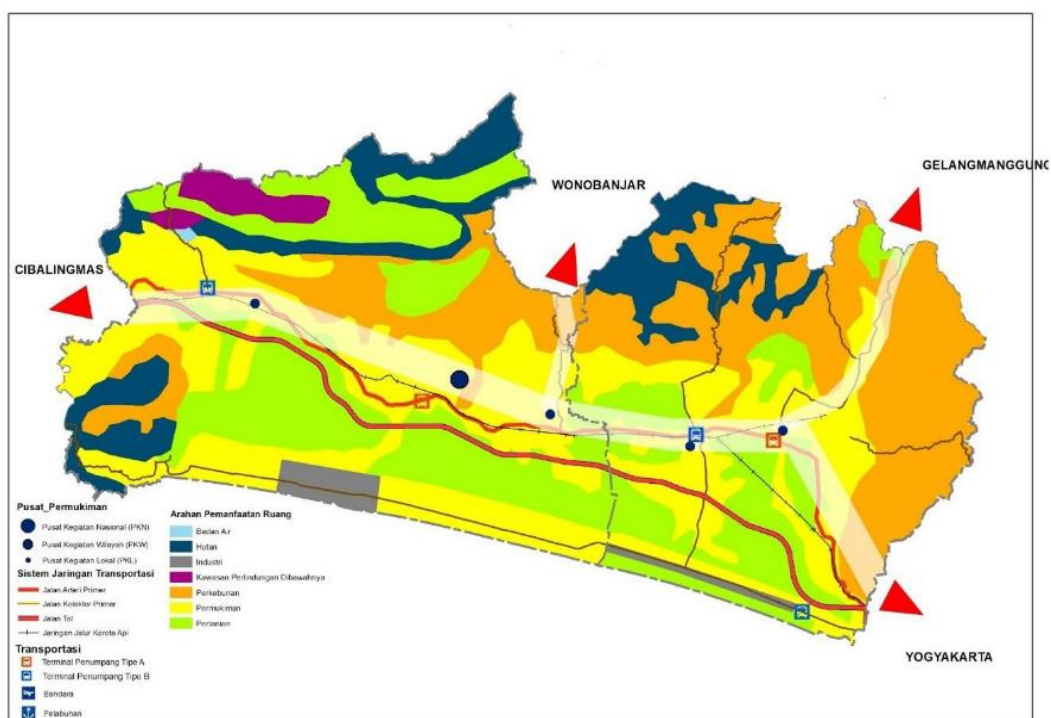 GELANGMANGGUNG
WONOBANJAR
CIBALINGMAS
YOGYAKARTA
Pusat_Permukiman
Pusat Kegiatan Nasional (PKN)
Pusat Kegiatan Wilayah (PKW)
Pusat Kegiatan Lokal (PKL)
Sistem Jaringan Transportasi
Jalan Arteri Primer
Jalan Kolektor Primer
Jalan Tol
Jaringan Jalur Kereta Api
Transportasi
Terminal Penumpang Tipe A
Terminal Penumpang Tipe B
Bandara
Pelabuhan
Arahan Pemanfaatan Ruang
Badan Air
Hutan
Industri
Kawasan Perlindungan Dibawahnya
Perkebunan
Permukiman
Pertanian